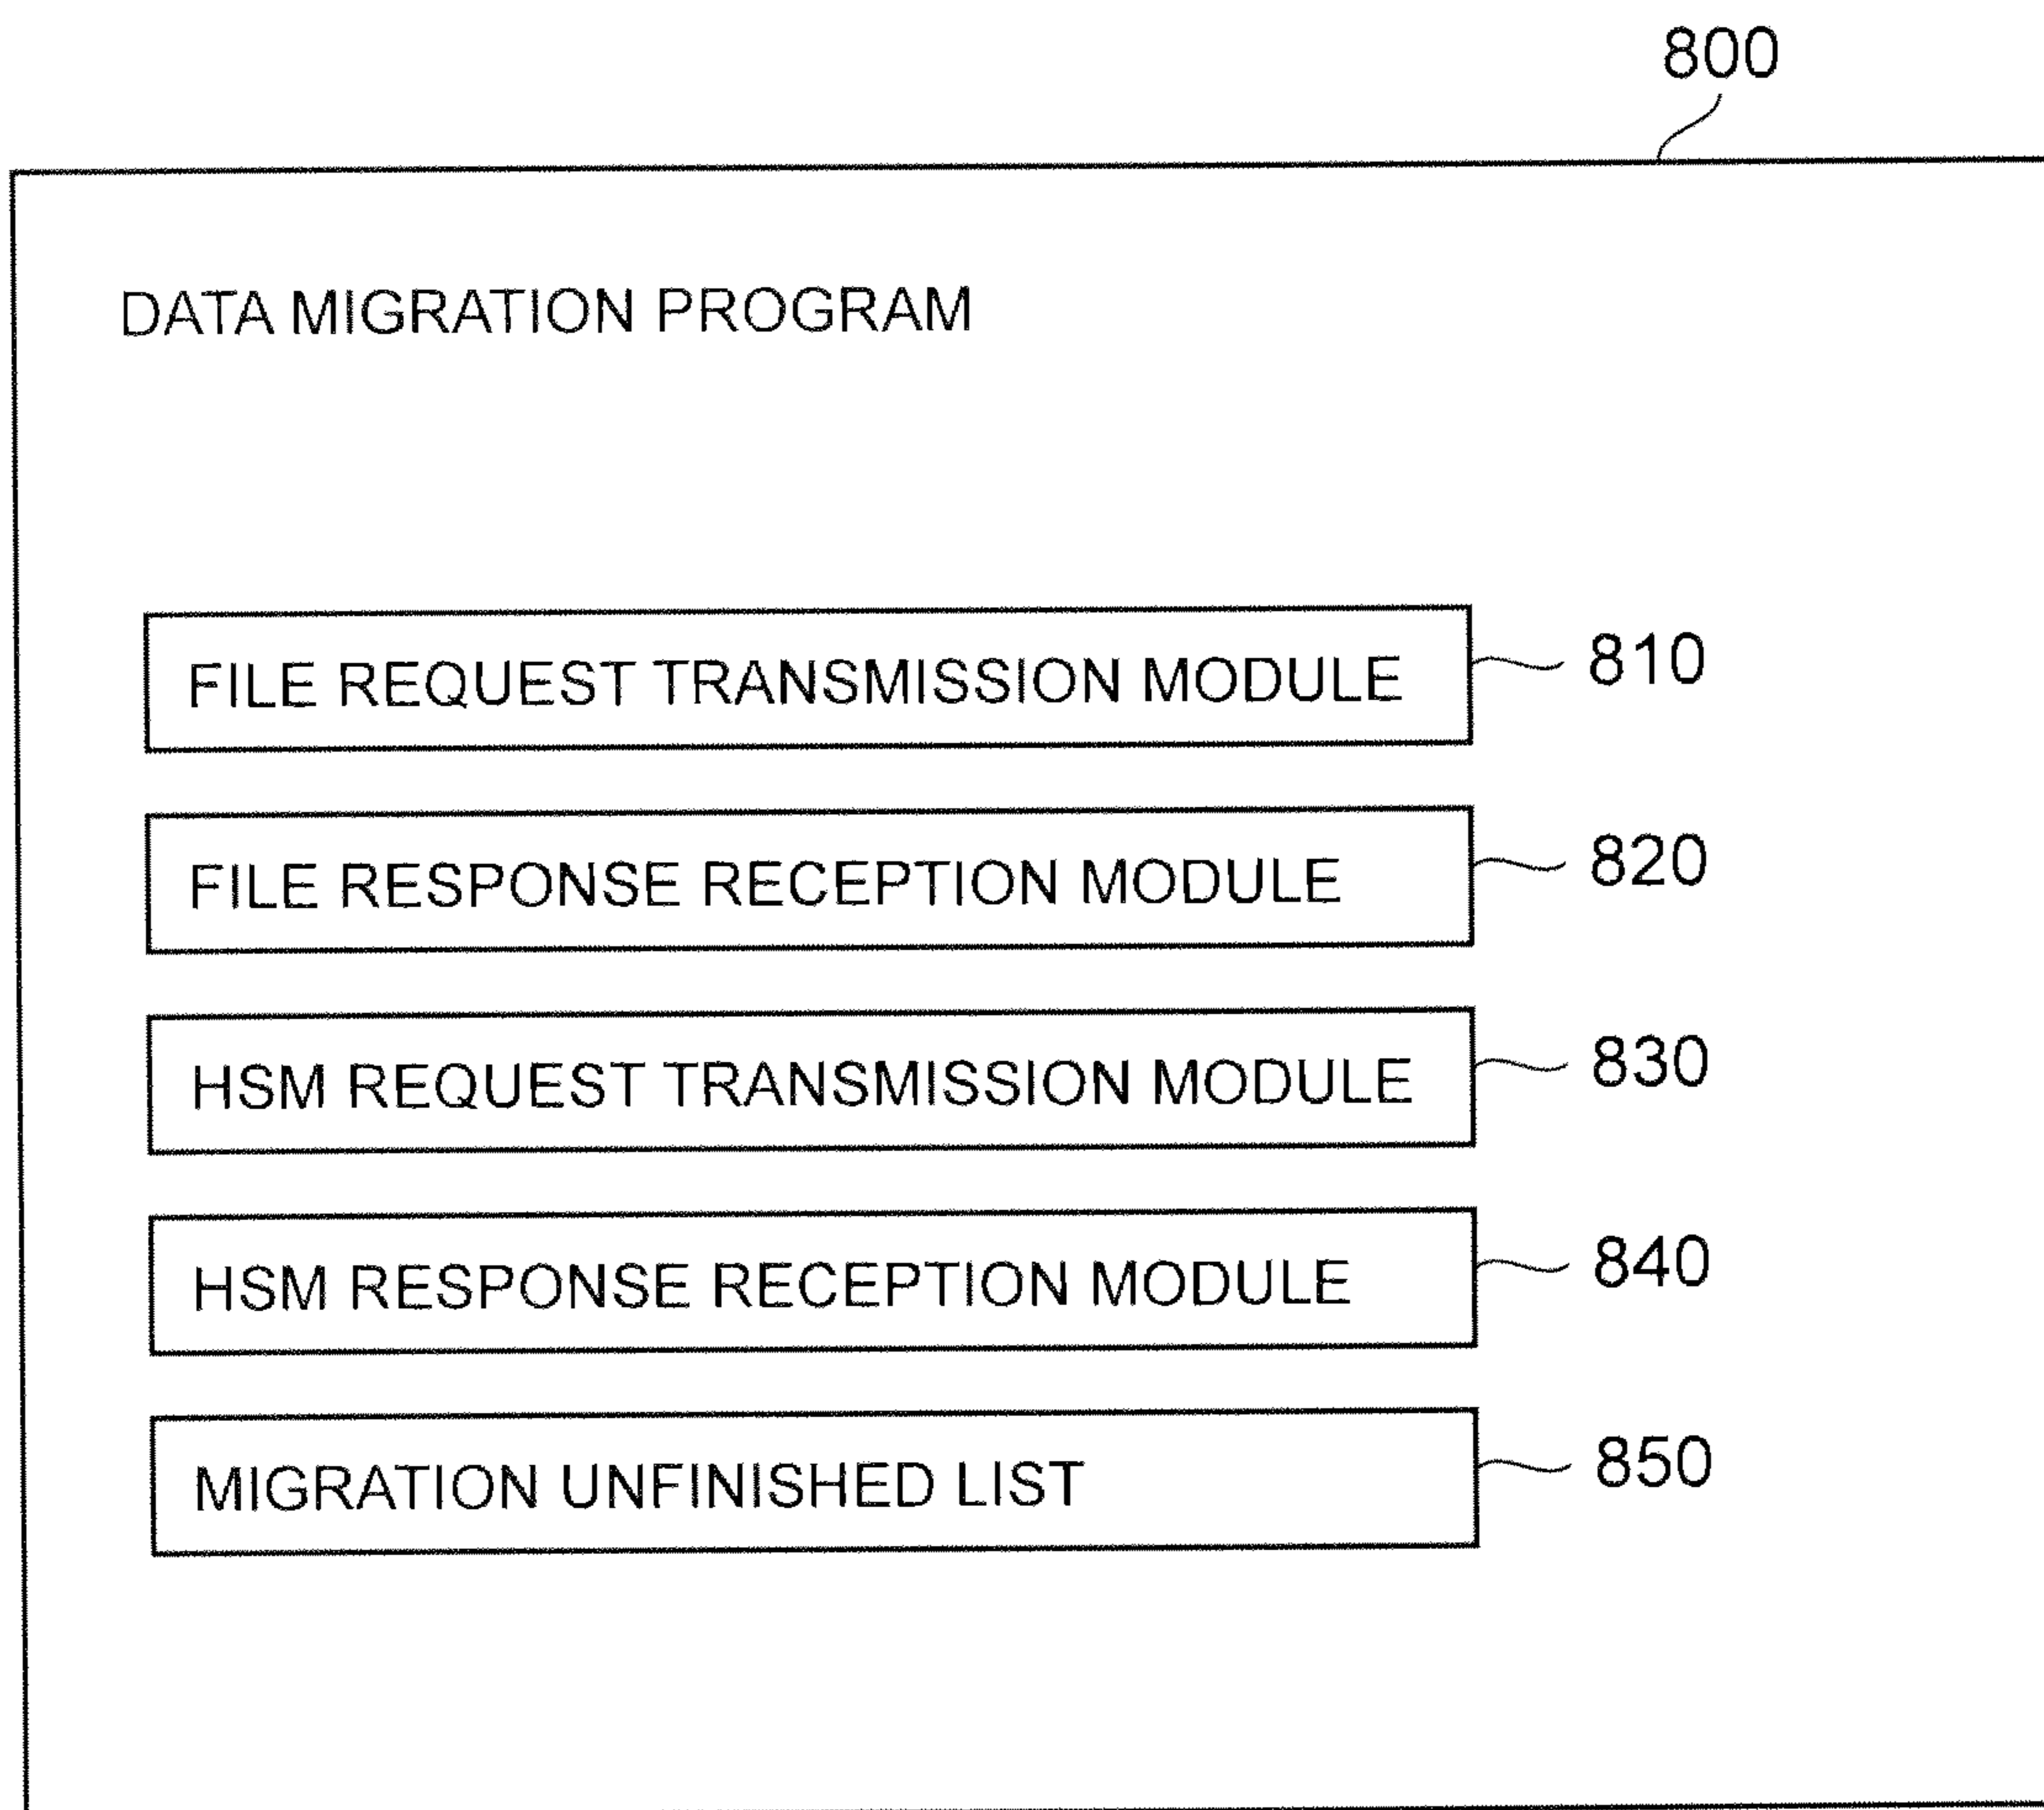 800
DATA MIGRATION PROGRAM
FILE REQUEST TRANSMISSION MODULE 810
FILE RESPONSE RECEPTION MODULE 820
HSM REQUEST TRANSMISSION MODULE 830
HSM RESPONSE RECEPTION MODULE 840
MIGRATION UNFINISHED LIST 850